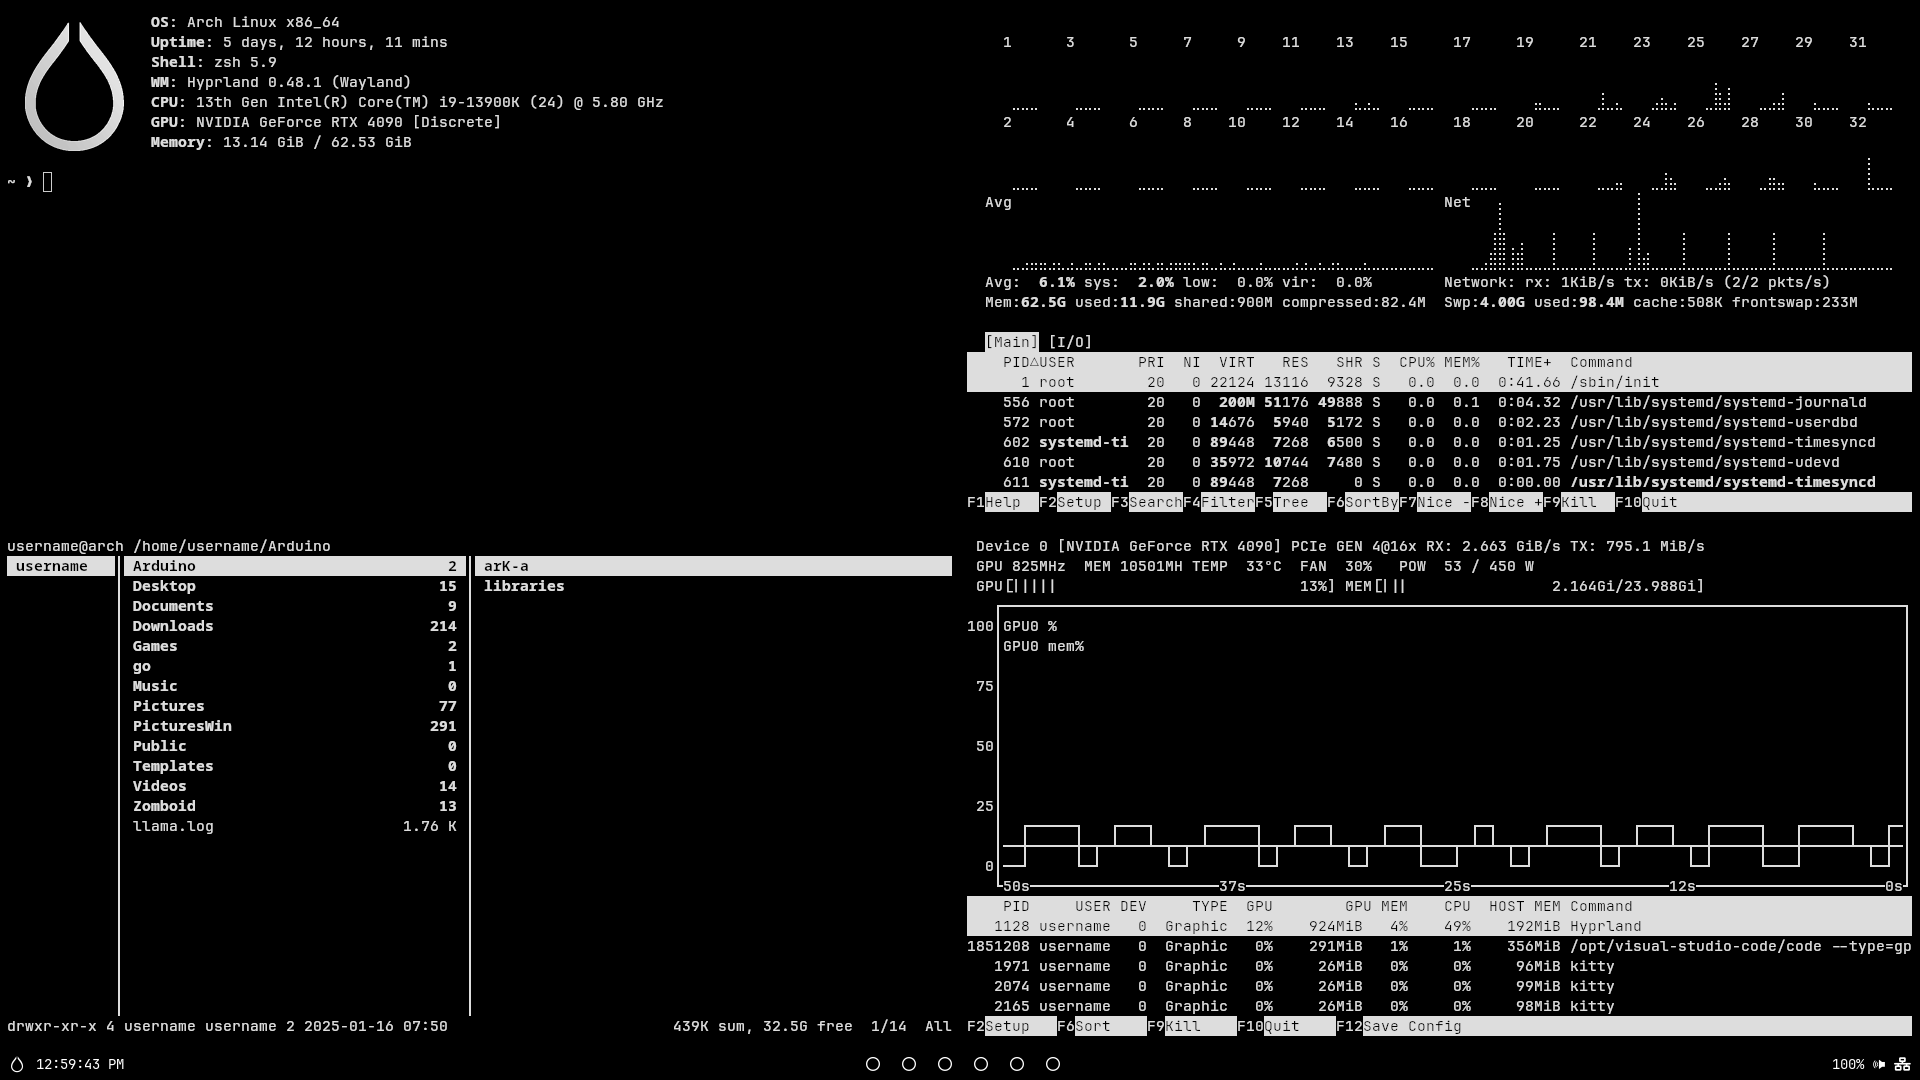 OS: Arch Linux x86_64
Uptime: 5 days, 12 hours, 11 mins
Shell: zsh 5.9
WM: Hyprland 0.48.1 (Wayland)
CPU: 13th Gen Intel(R) Core(TM) i9-13900K (24) @ 5.80 GHz
GPU: NVIDIA GeForce RTX 4090 [Discrete]
Memory: 13.14 GiB / 62.53 GiB
~ ❱
1 3 5 7 9 11 13 15 17 19 21 23 25 27 29 31
2 4 6 8 10 12 14 16 18 20 22 24 26 28 30 32
Avg Net
Avg: 6.1% sys: 2.0% low: 0.0% vir: 0.0% Network: rx: 1KiB/s tx: 0KiB/s (2/2 pkts/s)
Mem:62.5G used:11.9G shared:900M compressed:82.4M Swp:4.00G used:98.4M cache:508K frontswap:233M
[Main] [I/O]
PID△USER PRI NI VIRT RES SHR S CPU% MEM% TIME+ Command
1 root 20 0 22124 13116 9328 S 0.0 0.0 0:41.66 /sbin/init
556 root 20 0 200M 51176 49888 S 0.0 0.1 0:04.32 /usr/lib/systemd/systemd-journald
572 root 20 0 14676 5940 5172 S 0.0 0.0 0:02.23 /usr/lib/systemd/systemd-userdbd
602 systemd-ti 20 0 89448 7268 6500 S 0.0 0.0 0:01.25 /usr/lib/systemd/systemd-timesyncd
610 root 20 0 35972 10744 7480 S 0.0 0.0 0:01.75 /usr/lib/systemd/systemd-udevd
611 systemd-ti 20 0 89448 7268 0 S 0.0 0.0 0:00.00 /usr/lib/systemd/systemd-timesyncd
F1Help F2Setup F3SearchF4FilterF5Tree F6SortByF7Nice -F8Nice +F9Kill F10Quit
username@arch /home/username/Arduino
username Arduino 2 arK-a
Desktop 15 libraries
Documents 9
Downloads 214
Games 2
go 1
Music 0
Pictures 77
PicturesWin 291
Public 0
Templates 0
Videos 14
Zomboid 13
llama.log 1.76 K
drwxr-xr-x 4 username username 2 2025-01-16 07:50 439K sum, 32.5G free 1/14 All
Device 0 [NVIDIA GeForce RTX 4090] PCIe GEN 4@16x RX: 2.663 GiB/s TX: 795.1 MiB/s
GPU 825MHz MEM 10501MH TEMP 33°C FAN 30% POW 53 / 450 W
GPU[||||| 13%] MEM[||| 2.164Gi/23.988Gi]
100 GPU0 %
GPU0 mem%
75
50
25
0
50s 37s 25s 12s 0s
PID USER DEV TYPE GPU GPU MEM CPU HOST MEM Command
1128 username 0 Graphic 12% 924MiB 4% 49% 192MiB Hyprland
1851208 username 0 Graphic 0% 291MiB 1% 1% 356MiB /opt/visual-studio-code/code --type=gp
1971 username 0 Graphic 0% 26MiB 0% 0% 96MiB kitty
2074 username 0 Graphic 0% 26MiB 0% 0% 99MiB kitty
2165 username 0 Graphic 0% 26MiB 0% 0% 98MiB kitty
F2Setup F6Sort F9Kill F10Quit F12Save Config
12:59:43 PM 100%